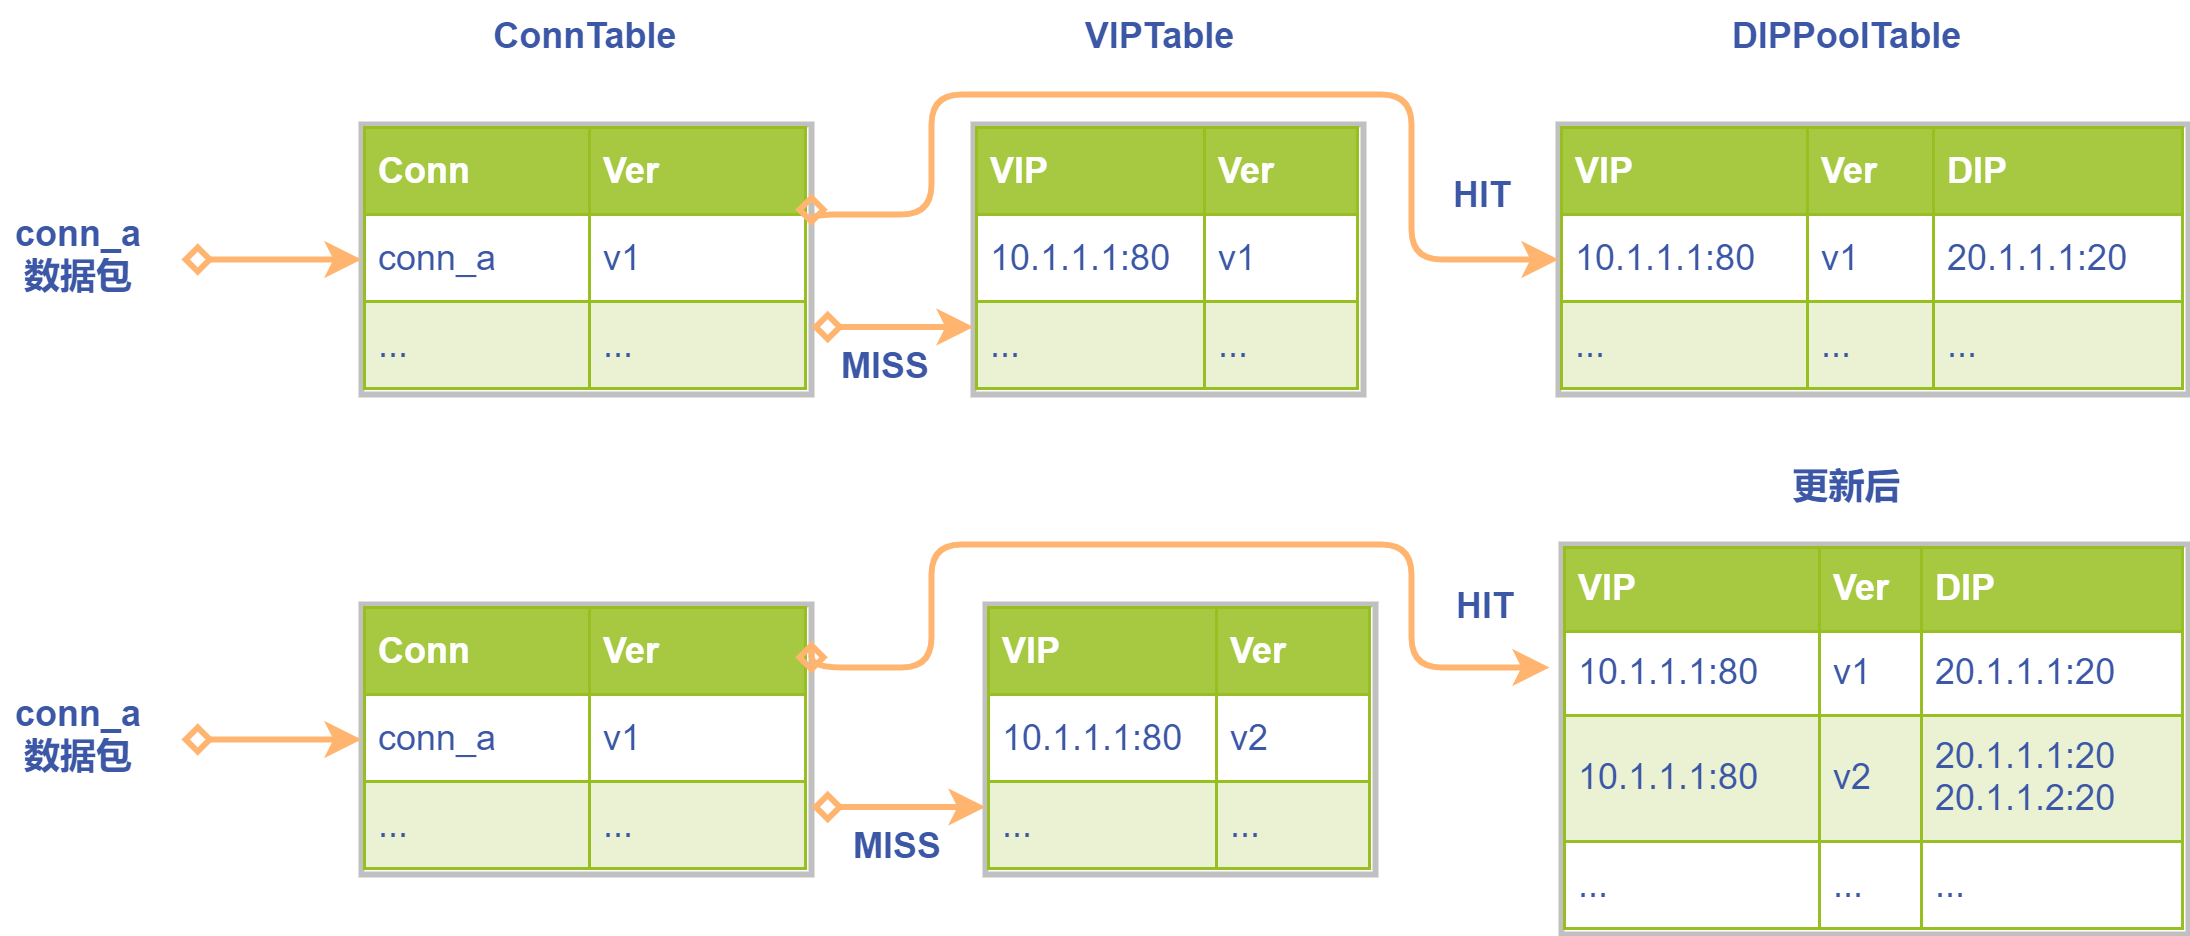 ConnTable
VIPTable
DIPPoolTable
conn_a
数据包
Conn Ver
conn_a v1
... ...
HIT
MISS
VIP Ver
10.1.1.1:80 v1
... ...
VIP Ver DIP
10.1.1.1:80 v1 20.1.1.1:20
... ... ...
更新后
conn_a
数据包
Conn Ver
conn_a v1
... ...
HIT
MISS
VIP Ver
10.1.1.1:80 v2
... ...
VIP Ver DIP
10.1.1.1:80 v1 20.1.1.1:20
10.1.1.1:80 v2 20.1.1.1:20
20.1.1.2:20
... ... ...